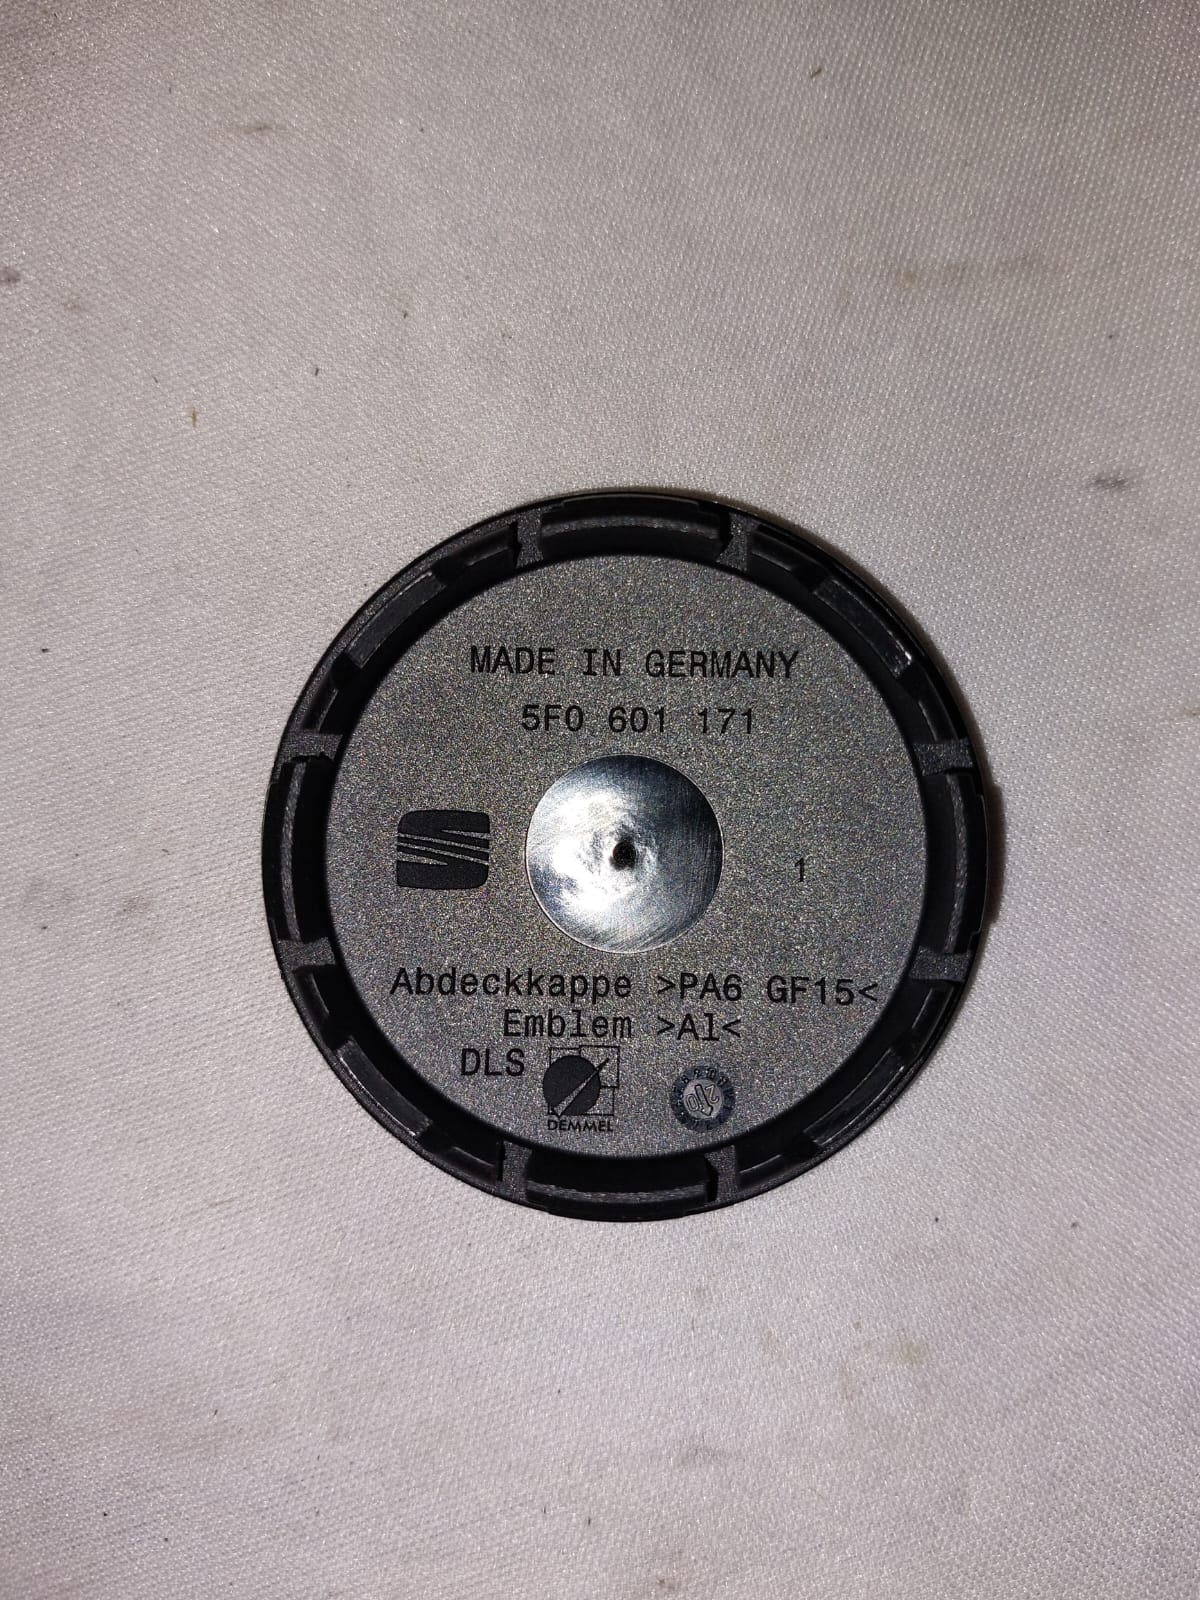 MADE IN GERMANY
5F0 601 171
1
Abdeckkappe >PA6 GF15<
Emblem >Al<
DLS
DEMMEL